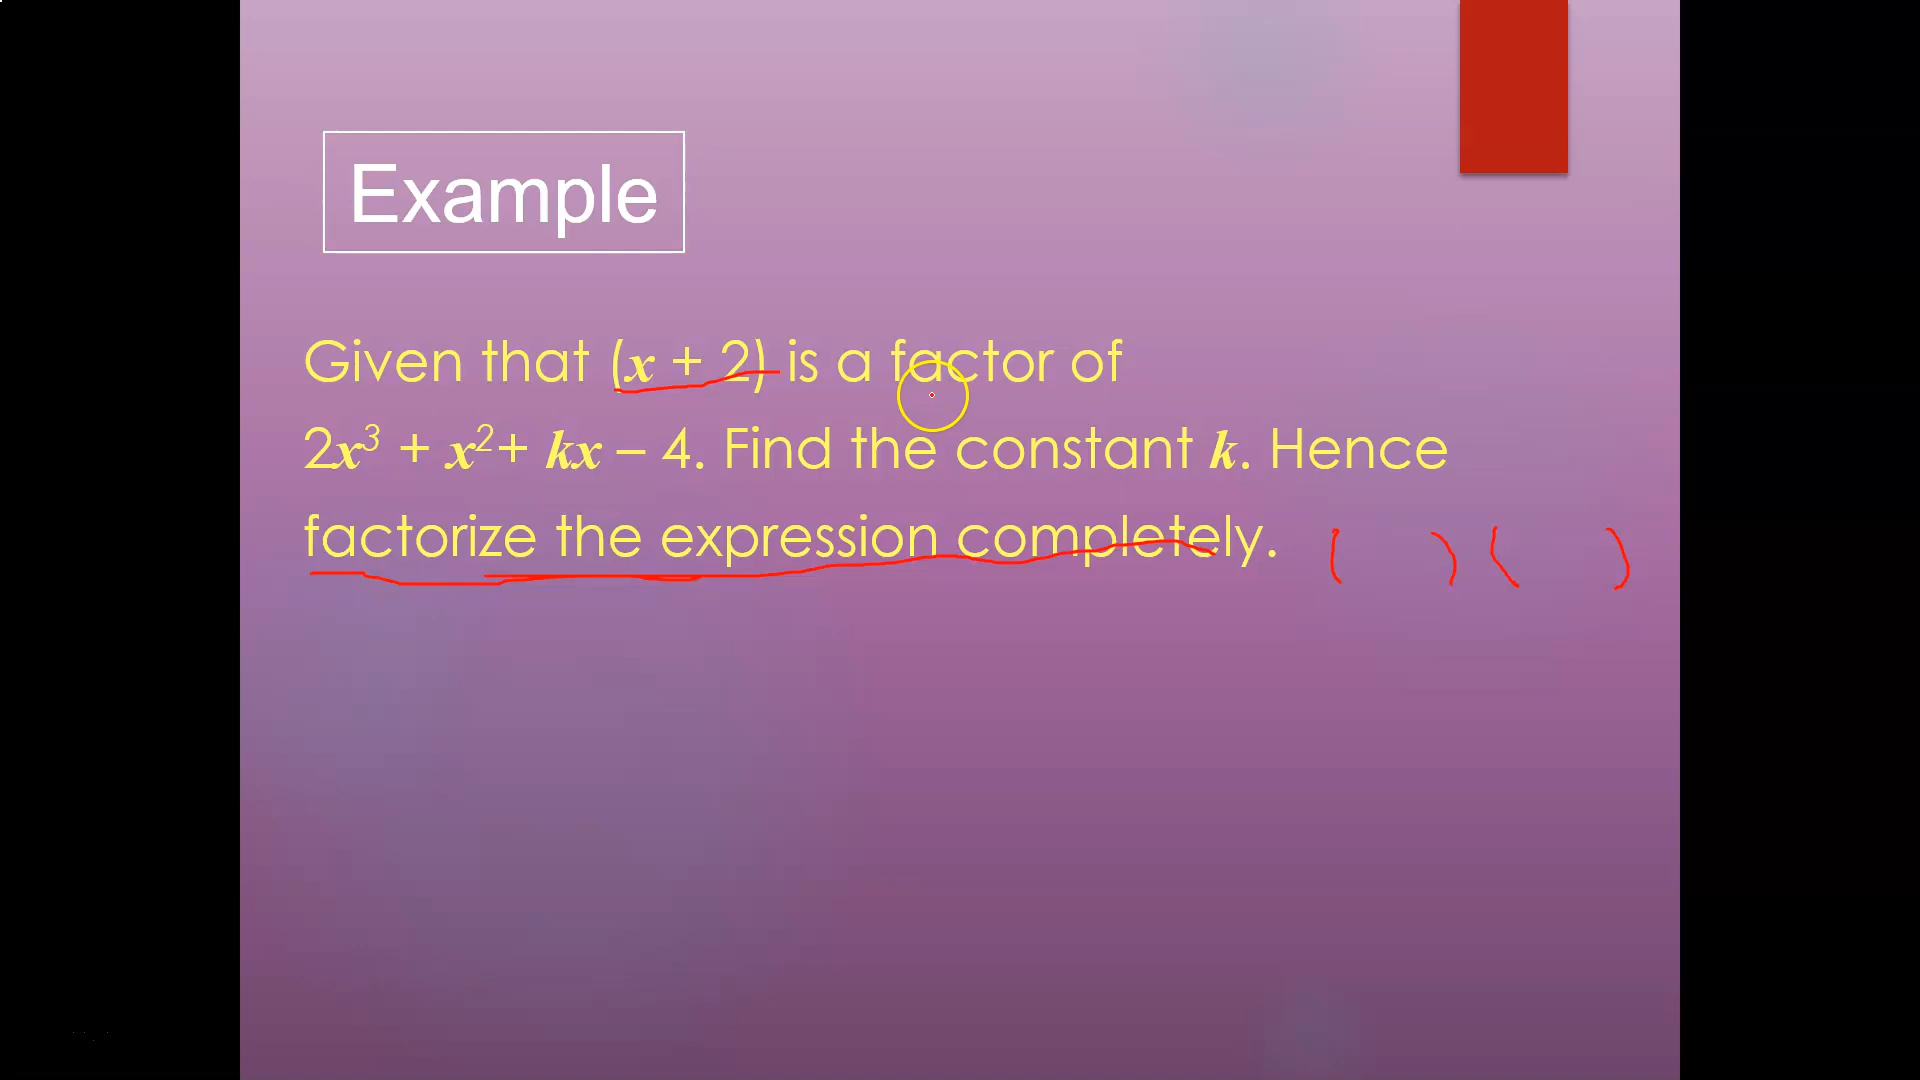 Example
Given that (x + 2) is a factor of
2x³ + x²+ kx – 4. Find the constant k. Hence
factorize the expression completely. ( ) ( )